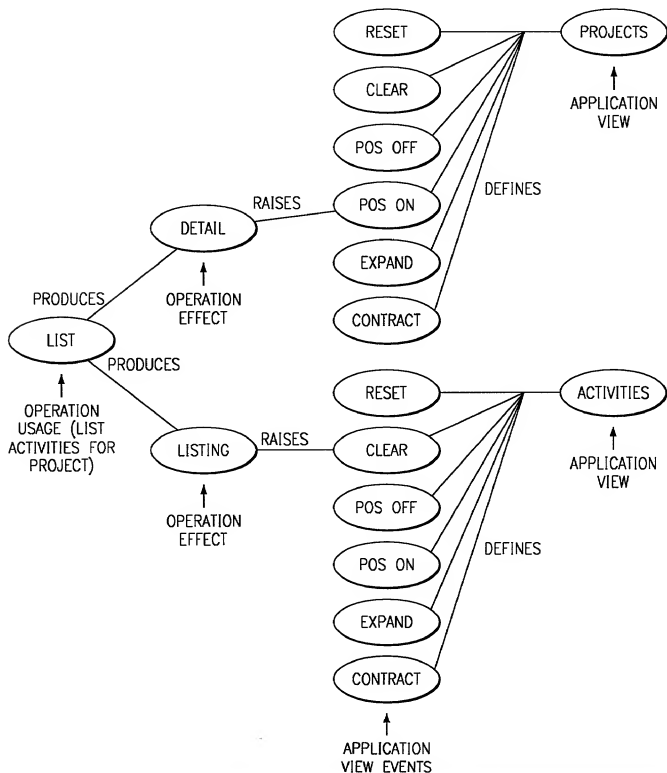 RESET
PROJECTS
CLEAR
APPLICATION
VIEW
POS OFF
RAISES
POS ON
DEFINES
DETAIL
EXPAND
PRODUCES
OPERATION
EFFECT
CONTRACT
LIST
PRODUCES
RESET
ACTIVITIES
OPERATION
USAGE (LIST
ACTIVITIES FOR
PROJECT)
LISTING
RAISES
CLEAR
APPLICATION
VIEW
POS OFF
OPERATION
EFFECT
DEFINES
POS ON
EXPAND
CONTRACT
APPLICATION
VIEW EVENTS